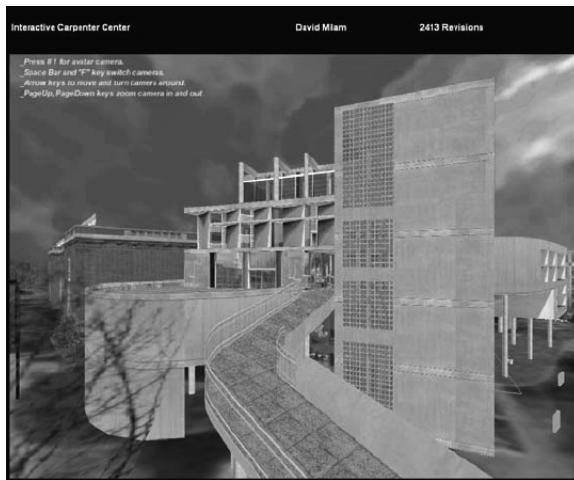 Interactive Carpenter Center David Milam 2413 Revisions
_Press # 1 for avatar camera.
_Space Bar and "F" key switch cameras.
_Arrow keys to move and turn camera around.
_PageUp, PageDown keys zoom camera in and out